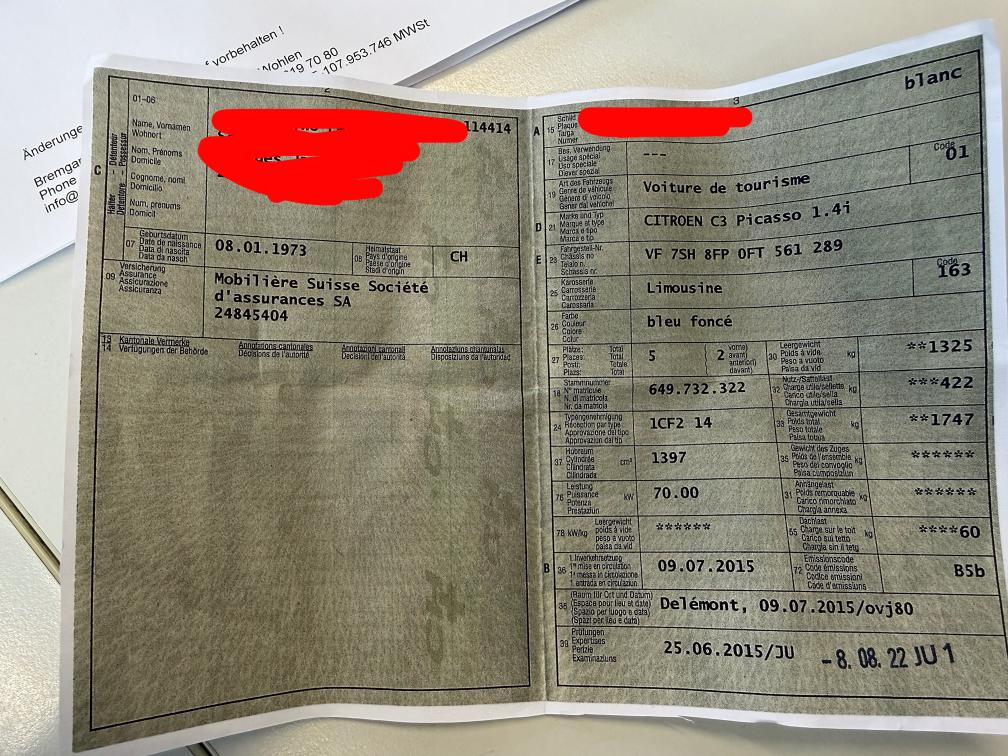 vorbehalten !
Wohlen
619 70 80
107.953.746 MWSt
Änderunge
Bremgar
Phone
info@
2
01-06
C
Halter - Détenteur
Detentore - Possessur
Name, Vornamen
Wohnort
Nom, Prénoms
Domicile
Cognome, nomi
Domicilio
Num, prenums
Domicil
114414
07
Geburtsdatum
Date de naissance
Data di nascita
Data da nasch
08.01.1973
08
Heimatstaat
Pays d'origine
Paese d'origine
Stadi d'origin
CH
09
Versicherung
Assurance
Assicurazione
Assicuranza
Mobilière Suisse Société
d'assurances SA
24845404
13
14
Kantonale Vermerke
Verfügungen der Behörde
Annotations cantonales
Décisions de l'autorité
Annotazioni cantonali
Decisioni dell'autorità
Annotaziuns chantunalas
Disposiziuns da l'autoridad
3
blanc
A
15
Schild
Plaque
Targa
Numer
17
Bes. Verwendung
Usage spécial
Uso speciale
Diever spezial
---
19
Art des Fahrzeugs
Genre de véhicule
Genere di veicolo
Gener dal vehichel
Voiture de tourisme
Code
01
D
21
Marke und Typ
Marque et type
Marca e tipo
Marca e tip
CITROEN C3 Picasso 1.4i
E
23
Fahrgestell-Nr.
Châssis no
Telaio n.
Schassis nr.
VF 7SH 8FP 0FT 561 289
25
Karosserie
Carrosserie
Carrozzeria
Carossaria
Limousine
Code
163
26
Farbe
Couleur
Colore
Colur
bleu foncé
27
Plätze: Total
Places: Total
Posti: Totale
Plazs: Total
5
2
vorne)
avant)
anteriori)
davant)
30
Leergewicht
Poids à vide
Peso a vuoto
Paisa da vid
kg
**1325
18
Stammnummer
N° matricule
N. di matricola
Nr. da matricla
649.732.322
32
Nutz-/Sattellast
Charge utile/sellette
Carico utile/sella
Chargia utila/sella
kg
***422
24
Typengenehmigung
Réception par type
Approvazione del tipo
Approvaziun dal tip
1CF2 14
33
Gesamtgewicht
Poids total
Peso totale
Paisa totala
kg
**1747
37
Hubraum
Cylindrée
Cilindrata
Cilindrada
cm³
1397
35
Gewicht des Zuges
Poids de l'ensemble
Peso del convoglio
Paisa cumposiziun
kg
******
76
Leistung
Puissance
Potenza
Prestaziun
kW
70.00
31
Anhängelast
Poids remorquable
Carico rimorchiato
Chargia annexa
kg
******
78 kW/kg
Leergewicht
poids à vide
peso a vuoto
paisa da vid
******
55
Dachlast
Charge sur le toit
Carico sul tetto
Chargia sin il tetg
kg
****60
B
36
1. Inverkehrsetzung
1re mise en circulation
1a messa in circolazione
1. entrada en circulaziun
09.07.2015
72
Emissionscode
Code émissions
Codice emissioni
Code d'emissiuns
B5b
38
(Raum für Ort und Datum)
(Espace pour lieu et date)
(Spazio per luogo e data)
(Spazi per lieu e data)
Delémont, 09.07.2015/ovj80
39
Prüfungen
Expertises
Perizie
Examinaziuns
25.06.2015/JU
- 8. 08. 22 JU 1